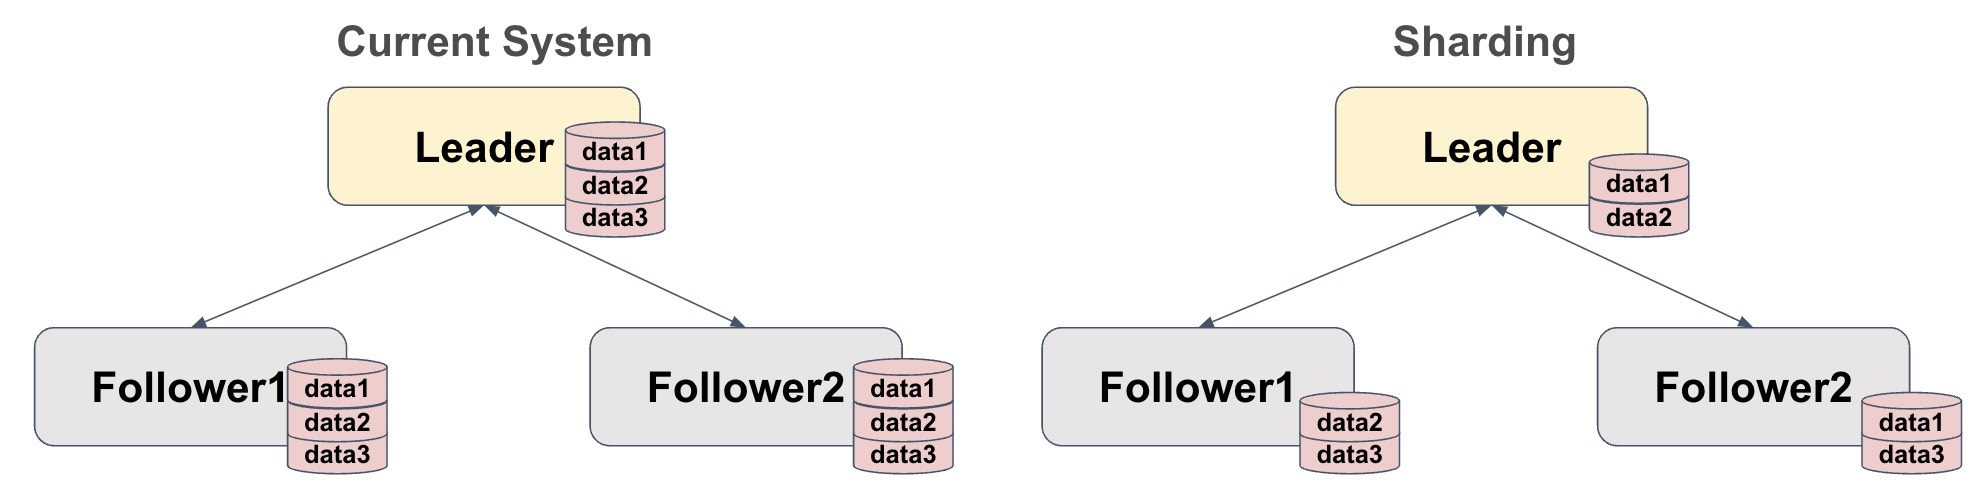 Current System
Leader
data1
data2
data3
Follower1
data1
data2
data3
Follower2
data1
data2
data3
Sharding
Leader
data1
data2
Follower1
data2
data3
Follower2
data1
data3